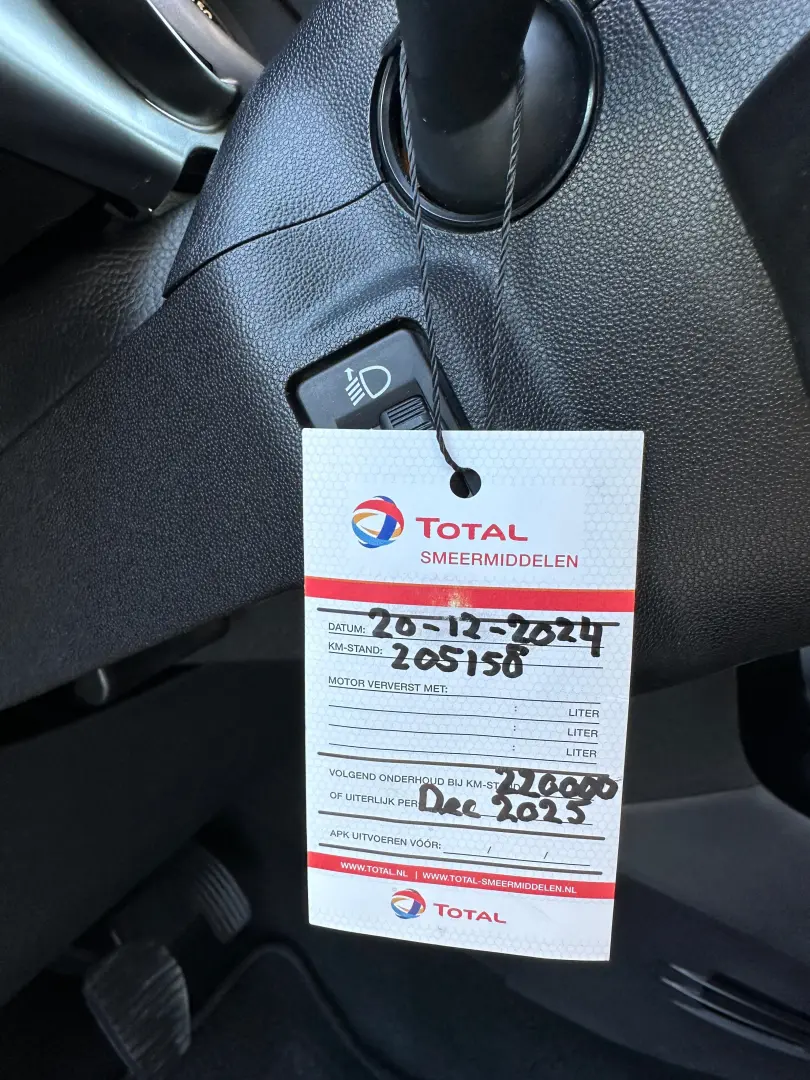 TOTAL
SMEERMIDDELEN
DATUM: 20-12-2024
KM-STAND: 205158
MOTOR VERVERST MET:
: LITER
: LITER
: LITER
VOLGEND ONDERHOUD BIJ KM-ST 220000
OF UITERLIJK PER Dec 2025
APK UITVOEREN VÓÓR: / /
WWW.TOTAL.NL | WWW.TOTAL-SMEERMIDDELEN.NL
TOTAL